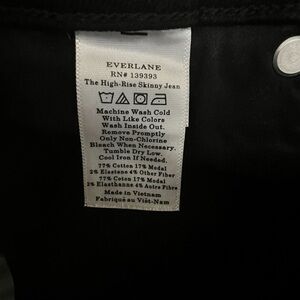 EVERLANE
RN# 139393
The High-Rise Skinny Jean
Machine Wash Cold
With Like Colors
Wash Inside Out.
Remove Promptly
Only Non-Chlorine
Bleach When Necessary.
Tumble Dry Low.
Cool Iron If Needed.
77% Cotton 17% Modal
2% Elastene 4% Other Fiber
77% Coton 17% Modal
2% Elasthanne 4% Autre Fibre
Made in Vietnam
Fabriqué au Viêt-Nam